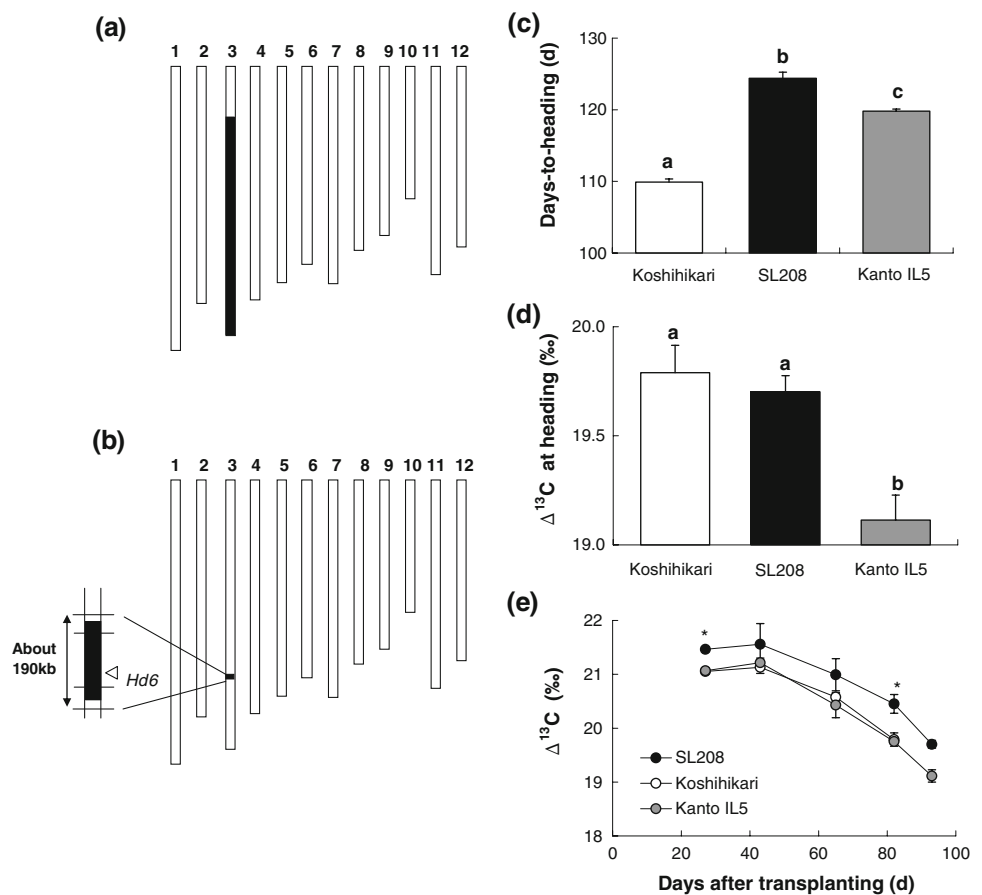 (a)
1 2 3 4 5 6 7 8 9 10 11 12
(b)
1 2 3 4 5 6 7 8 9 10 11 12
About
190kb
Hd6
(c)
Days-to-heading (d)
130
120
110
100
a
b
c
Koshihikari SL208 Kanto IL5
(d)
Δ¹³C at heading (‰)
20.0
19.5
19.0
a
a
b
Koshihikari SL208 Kanto IL5
(e)
Δ¹³C (‰)
22
21
20
19
18
*
*
SL208
Koshihikari
Kanto IL5
0 20 40 60 80 100
Days after transplanting (d)